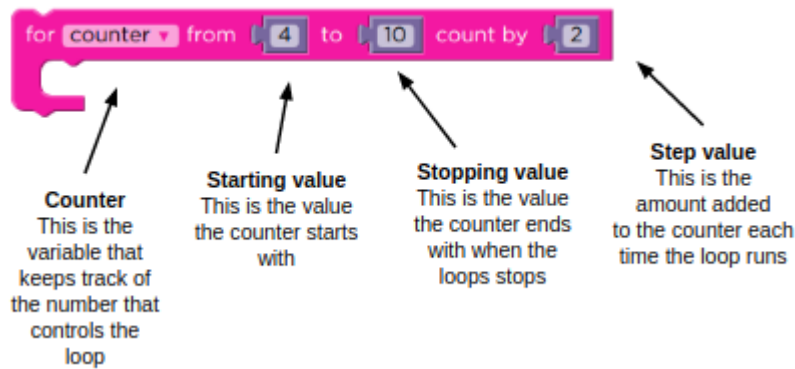 for counter ▾ from 4 to 10 count by 2
Counter
This is the
variable that
keeps track of
the number that
controls the
loop
Starting value
This is the value
the counter starts
with
Stopping value
This is the value
the counter ends
with when the
loops stops
Step value
This is the
amount added
to the counter each
time the loop runs